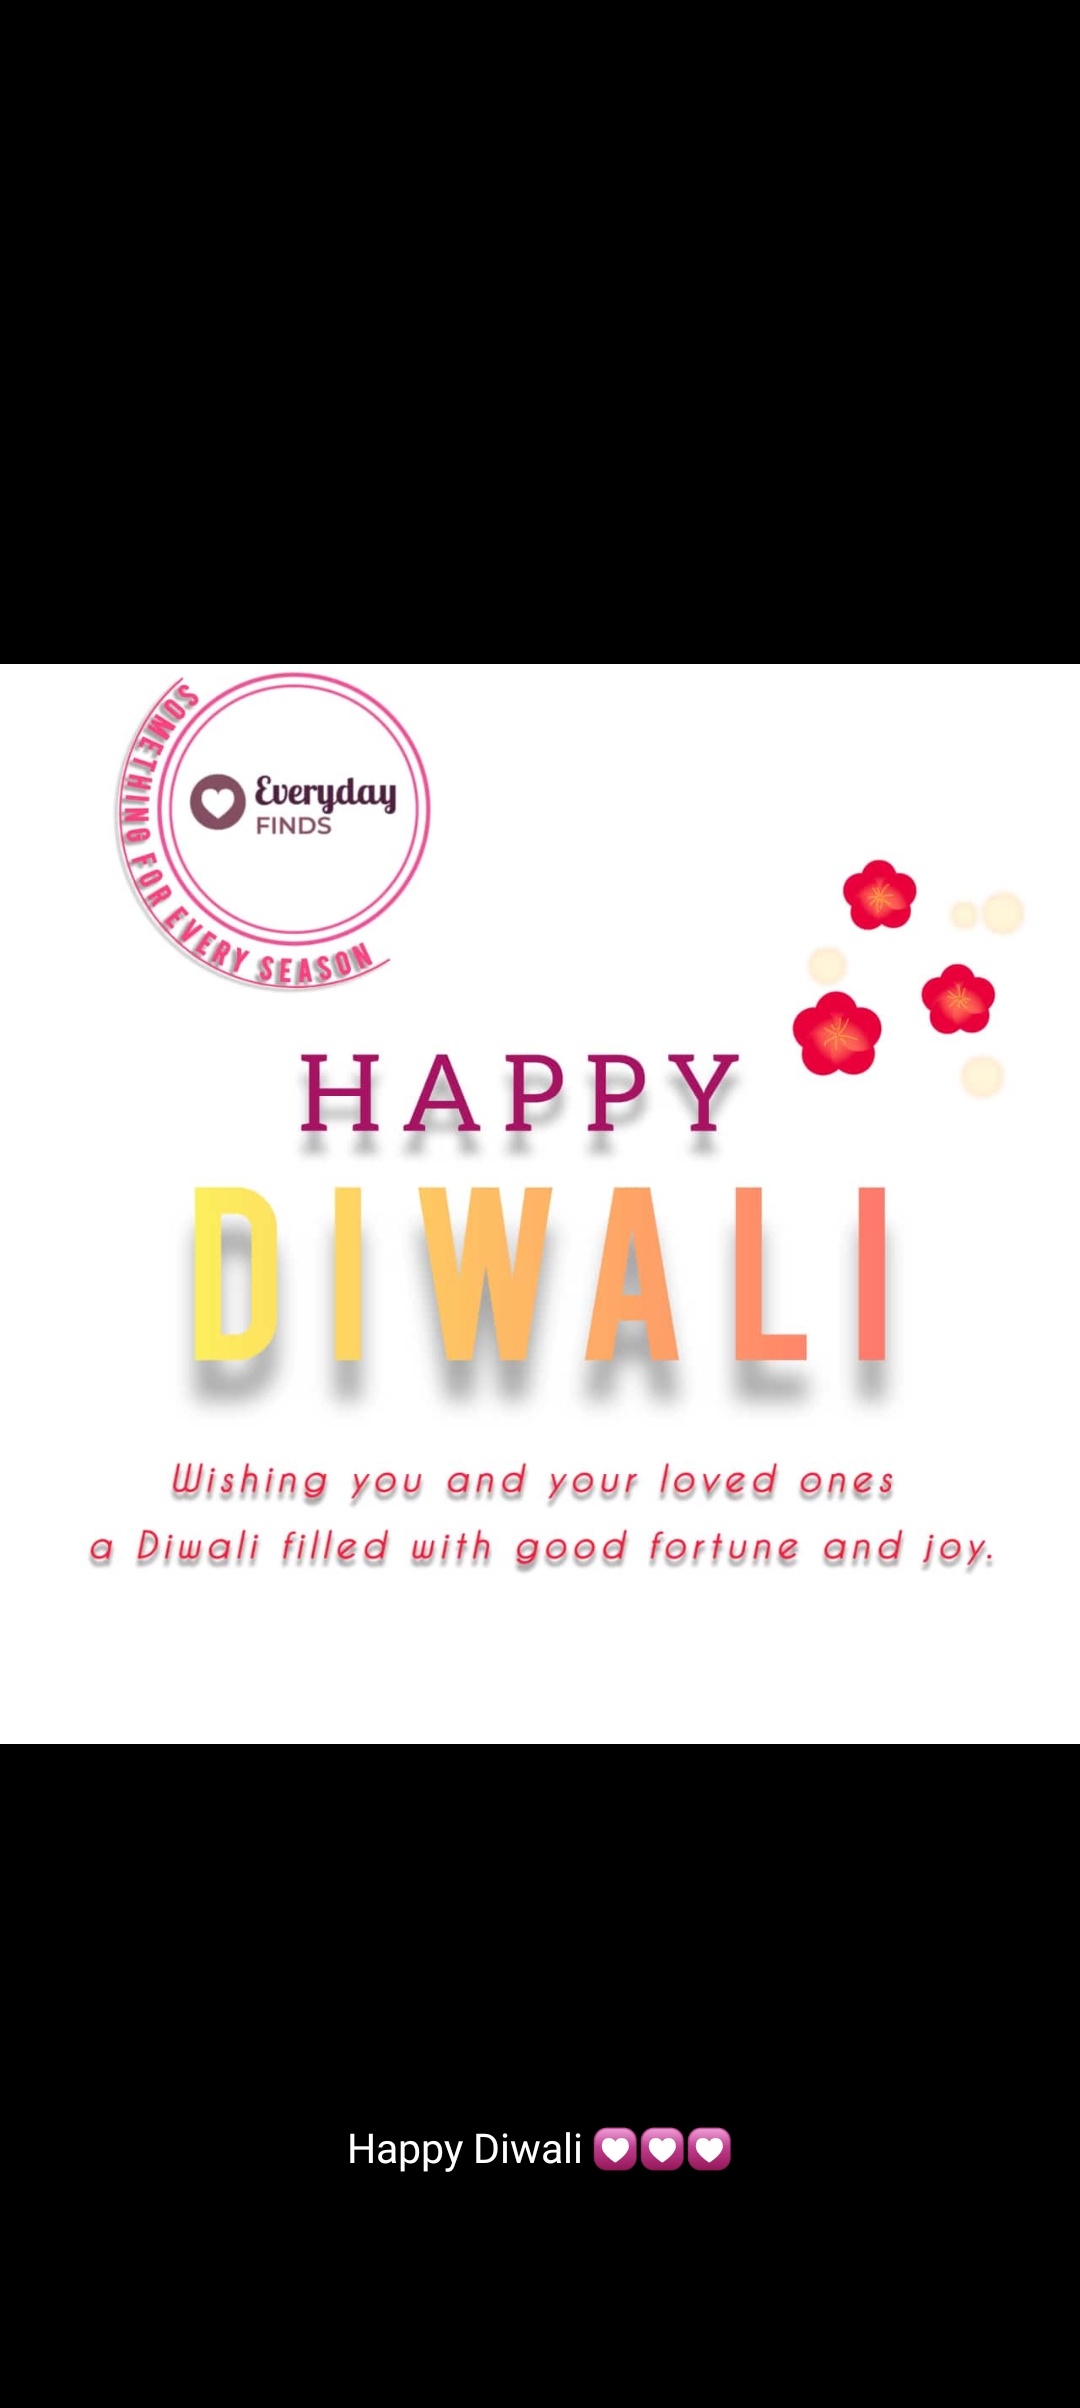 SOMETHING FOR EVERY SEASON
Everyday
FINDS
HAPPY
DIWALI
Wishing you and your loved ones
a Diwali filled with good fortune and joy.
Happy Diwali 💟💟💟